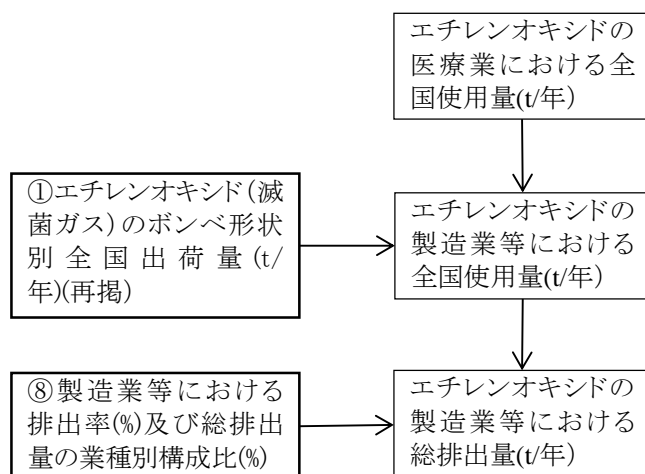 エチレンオキシドの
医療業における全
国使用量(t/年)
①エチレンオキシド(滅
菌ガス)のボンベ形状
別全国出荷量(t/
年)(再掲)
エチレンオキシドの
製造業等における
全国使用量(t/年)
⑧製造業等における
排出率(%)及び総排出
量の業種別構成比(%)
エチレンオキシドの
製造業等における
総排出量(t/年)